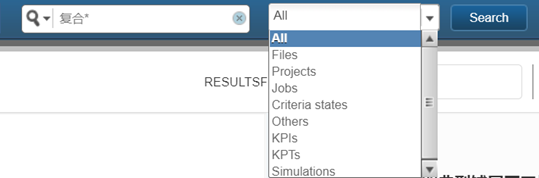 复合*
All
Search
All
Files
Projects
Jobs
Criteria states
Others
KPIs
KPTs
Simulations
RESULTSF